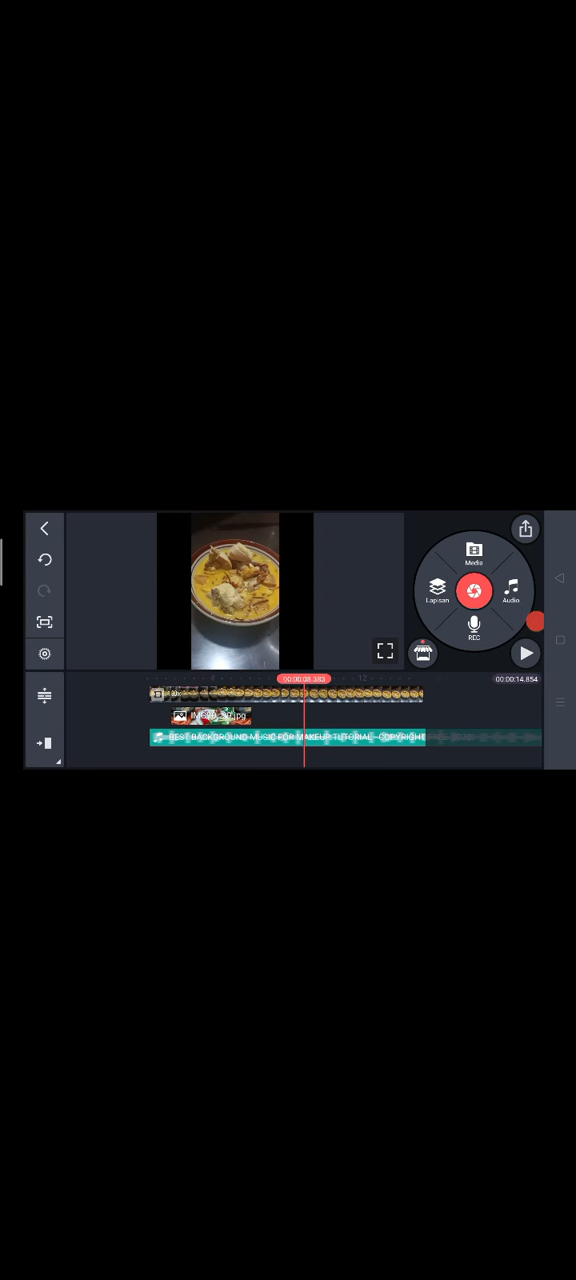 Media
Lapisan
Audio
REC
00:00:08.383
12
00:00:14.854
BEST BACKGROUND MUSIC FOR MAKEUP TUTORIAL - COPYRIGHT